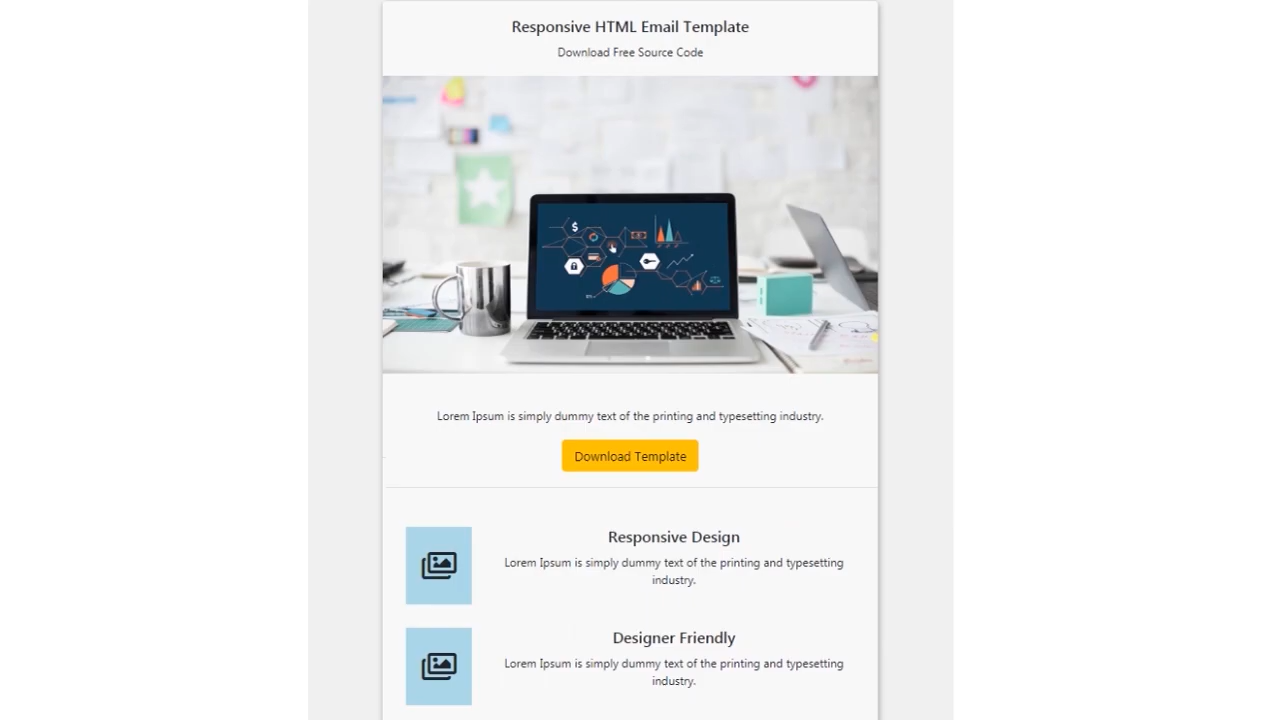 Responsive HTML Email Template
Download Free Source Code
$
Lorem Ipsum is simply dummy text of the printing and typesetting industry.
Download Template
Responsive Design
Lorem Ipsum is simply dummy text of the printing and typesetting
industry.
Designer Friendly
Lorem Ipsum is simply dummy text of the printing and typesetting
industry.